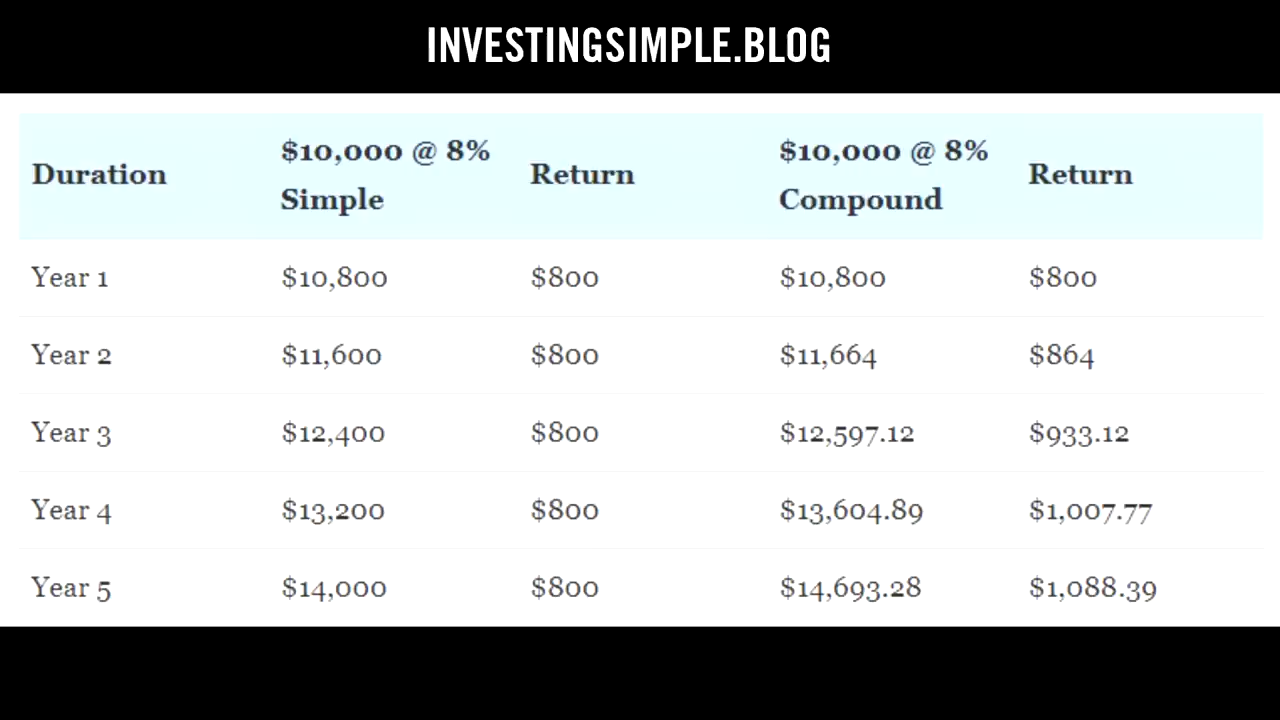 INVESTINGSIMPLE.BLOG
Duration $10,000 @ 8% Simple Return $10,000 @ 8% Compound Return
Year 1 $10,800 $800 $10,800 $800
Year 2 $11,600 $800 $11,664 $864
Year 3 $12,400 $800 $12,597.12 $933.12
Year 4 $13,200 $800 $13,604.89 $1,007.77
Year 5 $14,000 $800 $14,693.28 $1,088.39